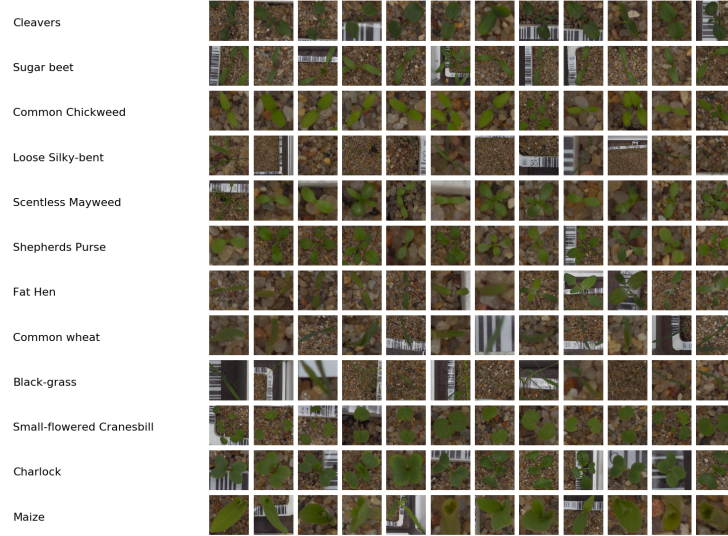 Cleavers
Sugar beet
Common Chickweed
Loose Silky-bent
Scentless Mayweed
Shepherds Purse
Fat Hen
Common wheat
Black-grass
Small-flowered Cranesbill
Charlock
Maize